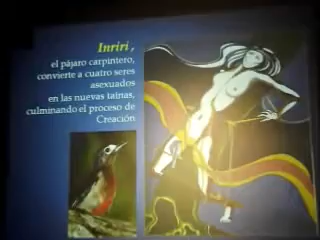 Inriri ,
el pájaro carpintero,
convierte a cuatro seres
asexuados
en las nuevas taínas,
culminando el proceso de
Creación